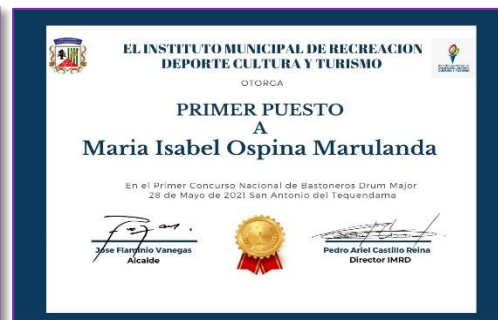 EL INSTITUTO MUNICIPAL DE RECREACION
DEPORTE CULTURA Y TURISMO
OTORGA
PRIMER PUESTO
A
Maria Isabel Ospina Marulanda
En el Primer Concurso Nacional de Bastoneros Drum Major
28 de Mayo de 2021 San Antonio del Tequendama
Jose Flaminio Vanegas
Alcalde
Pedro Ariel Castillo Reina
Director IMRD